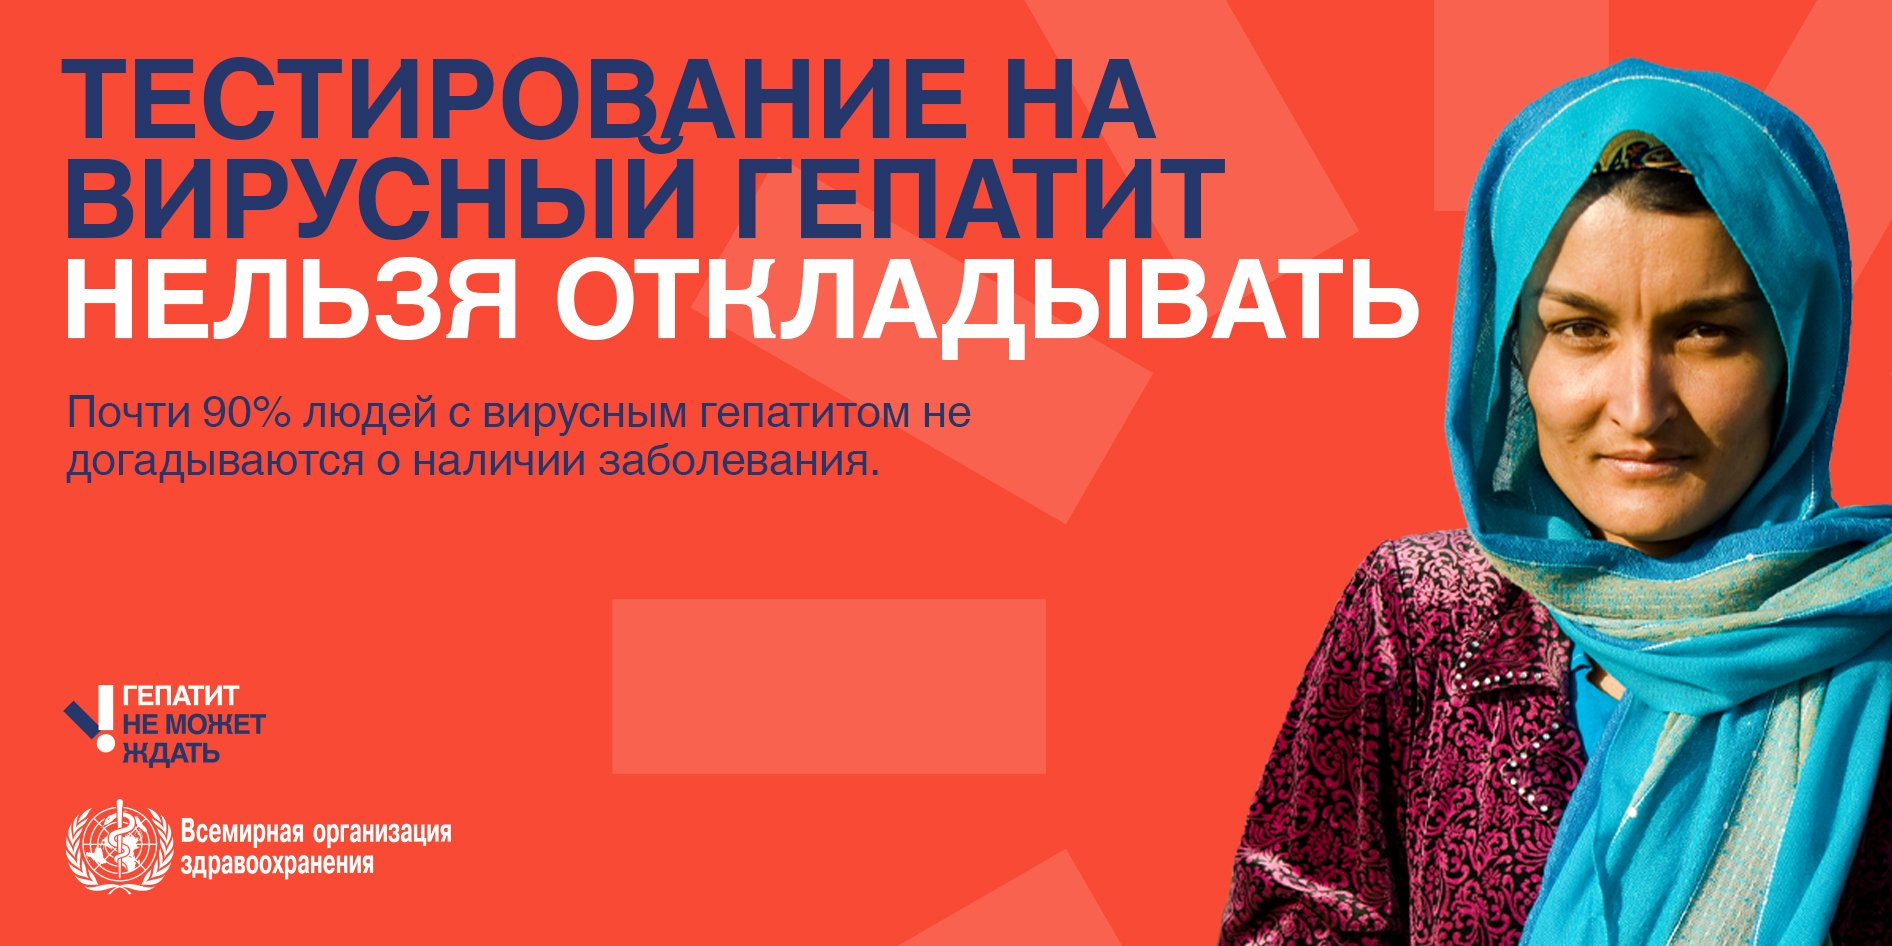 ТЕСТИРОВАНИЕ НА
ВИРУСНЫЙ ГЕПАТИТ
НЕЛЬЗЯ ОТКЛАДЫВАТЬ
Почти 90% людей с вирусным гепатитом не
догадываются о наличии заболевания.
ГЕПАТИТ
НЕ МОЖЕТ
ЖДАТЬ
Всемирная организация
здравоохранения